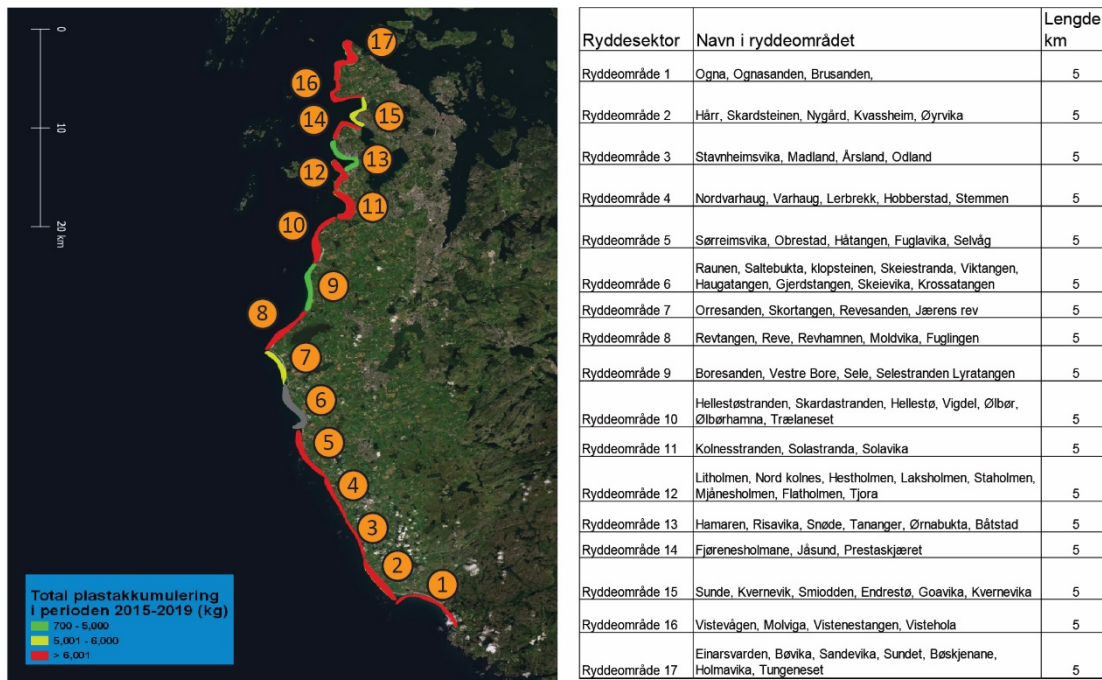 0
10
20 km
17
16
14
15
13
12
11
10
9
8
7
6
5
4
3
2
1
Total plastakkumulering
i perioden 2015-2019 (kg)
700 - 5,000
5,001 - 6,000
> 6,001
Ryddesektor Navn i ryddeområdet Lengde km
Ryddeområde 1 Ogna, Ognasanden, Brusanden, 5
Ryddeområde 2 Hårr, Skardsteinen, Nygård, Kvassheim, Øyrvika 5
Ryddeområde 3 Stavnheimsvika, Madland, Årsland, Odland 5
Ryddeområde 4 Nordvarhaug, Varhaug, Lerbrekk, Hobberstad, Stemmen 5
Ryddeområde 5 Sørreimsvika, Obrestad, Håtangen, Fuglavika, Selvåg 5
Raunen, Saltebukta, klopsteinen, Skeiestranda, Viktangen,
Ryddeområde 6 Haugatangen, Gjerdstangen, Skeievika, Krossatangen 5
Ryddeområde 7 Orresanden, Skortangen, Revesanden, Jærens rev 5
Ryddeområde 8 Revtangen, Reve, Revhamnen, Moldvika, Fuglingen 5
Ryddeområde 9 Boresanden, Vestre Bore, Sele, Selestranden Lyratangen 5
Hellestøstranden, Skardastranden, Hellestø, Vigdel, Ølbør,
Ryddeområde 10 Ølbørhamna, Trælaneset 5
Ryddeområde 11 Kolnesstranden, Solastranda, Solavika 5
Litholmen, Nord kolnes, Hestholmen, Laksholmen, Staholmen,
Ryddeområde 12 Mjånesholmen, Flatholmen, Tjora 5
Ryddeområde 13 Hamaren, Risavika, Snøde, Tananger, Ørnabukta, Båtstad 5
Ryddeområde 14 Fjørenesholmane, Jåsund, Prestaskjæret 5
Ryddeområde 15 Sunde, Kvernevik, Smiodden, Endrestø, Goavika, Kvernevika 5
Ryddeområde 16 Vistevågen, Molviga, Vistenestangen, Vistehola 5
Einarsvarden, Bøvika, Sandevika, Sundet, Bøskjenane,
Ryddeområde 17 Holmavika, Tungeneset 5